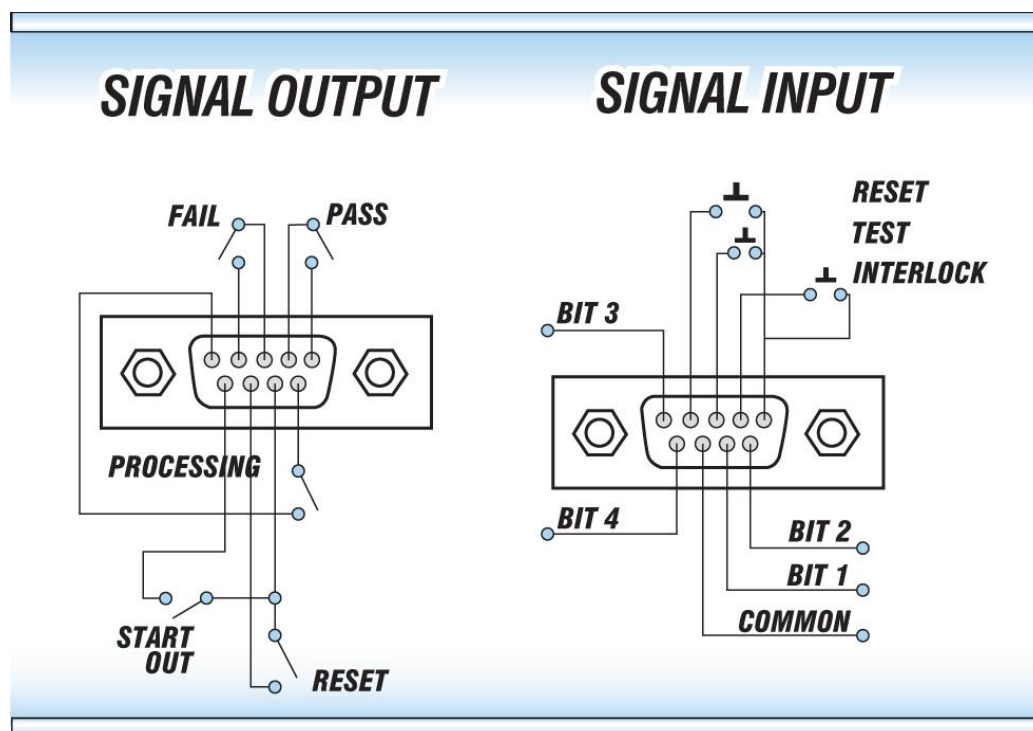 SIGNAL OUTPUT
FAIL
PASS
PROCESSING
START
OUT
RESET
SIGNAL INPUT
RESET
TEST
INTERLOCK
BIT 3
BIT 4
BIT 2
BIT 1
COMMON